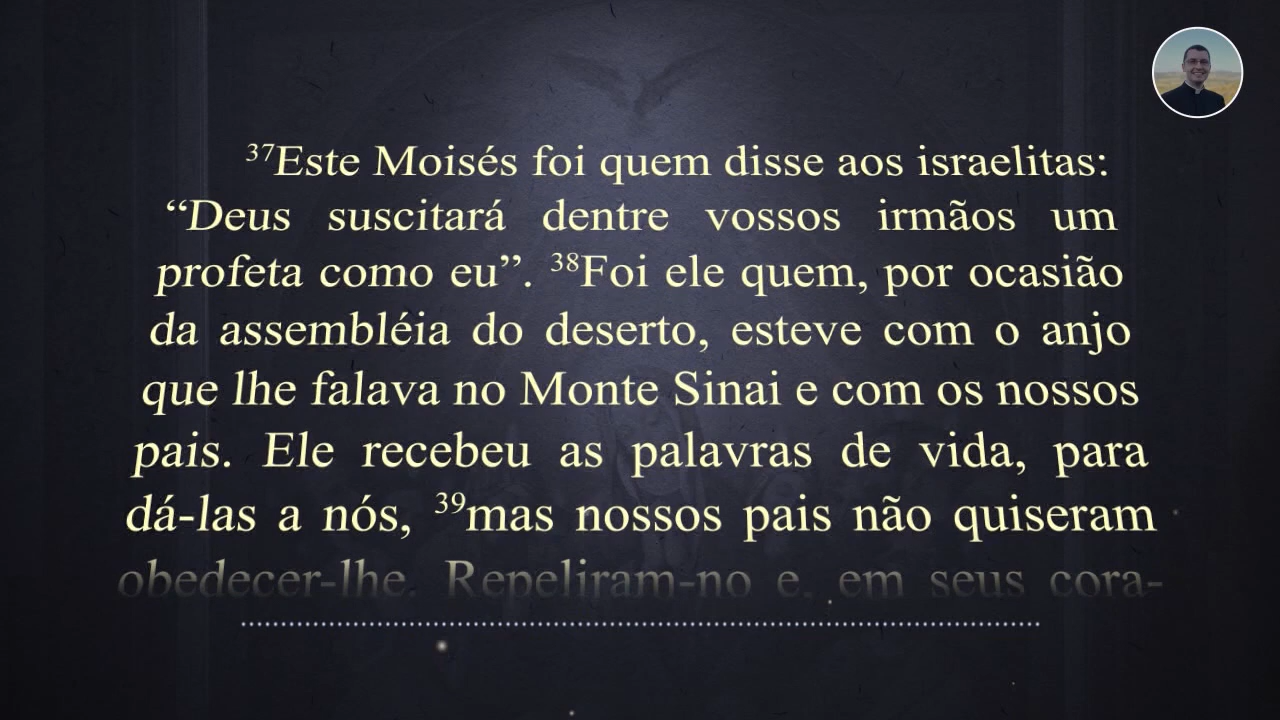 ³⁷Este Moisés foi quem disse aos israelitas:
“Deus suscitará dentre vossos irmãos um
profeta como eu”. ³⁸Foi ele quem, por ocasião
da assembléia do deserto, esteve com o anjo
que lhe falava no Monte Sinai e com os nossos
pais. Ele recebeu as palavras de vida, para
dá-las a nós, ³⁹mas nossos pais não quiseram
obedecer-lhe. Repeliram-no e, em seus cora-